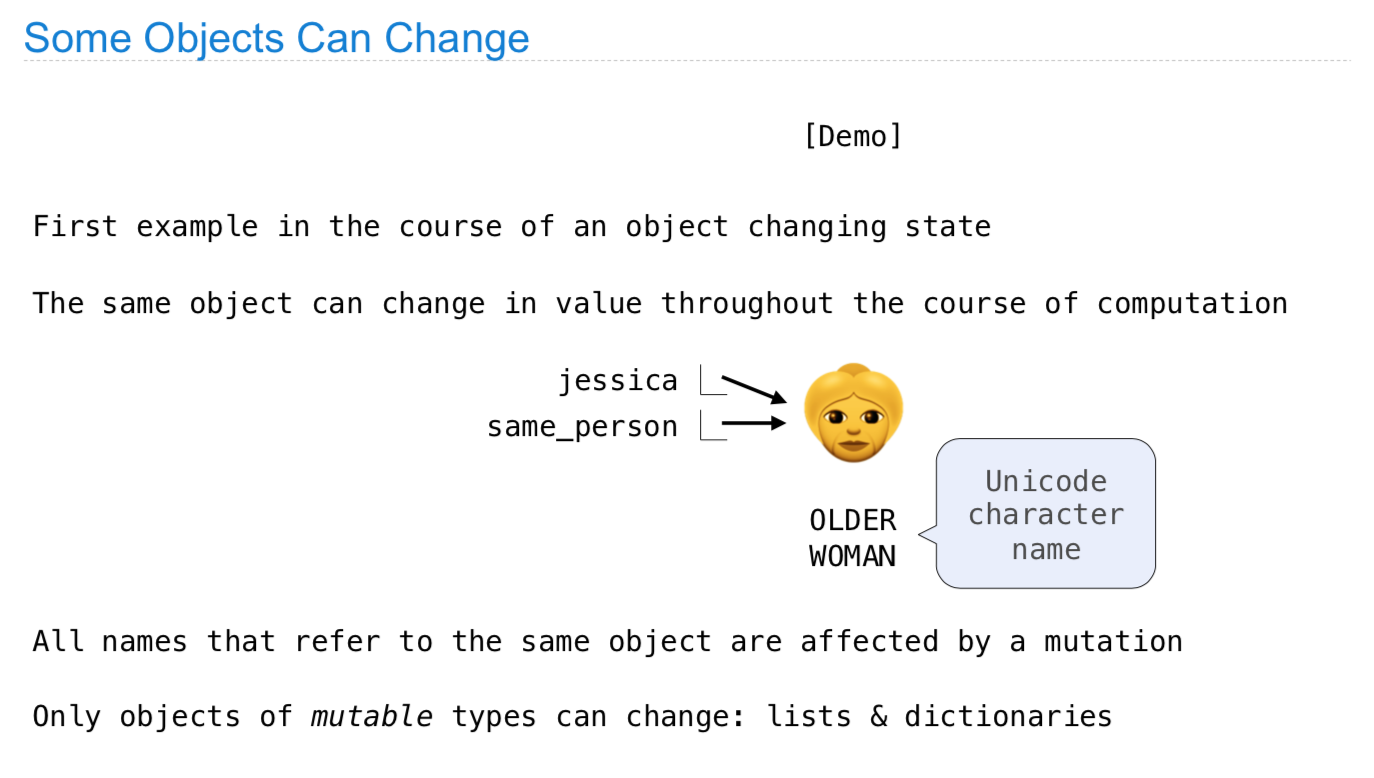 Some Objects Can Change
[Demo]
First example in the course of an object changing state
The same object can change in value throughout the course of computation
jessica
same_person
OLDER
WOMAN
Unicode
character
name
All names that refer to the same object are affected by a mutation
Only objects of mutable types can change: lists & dictionaries